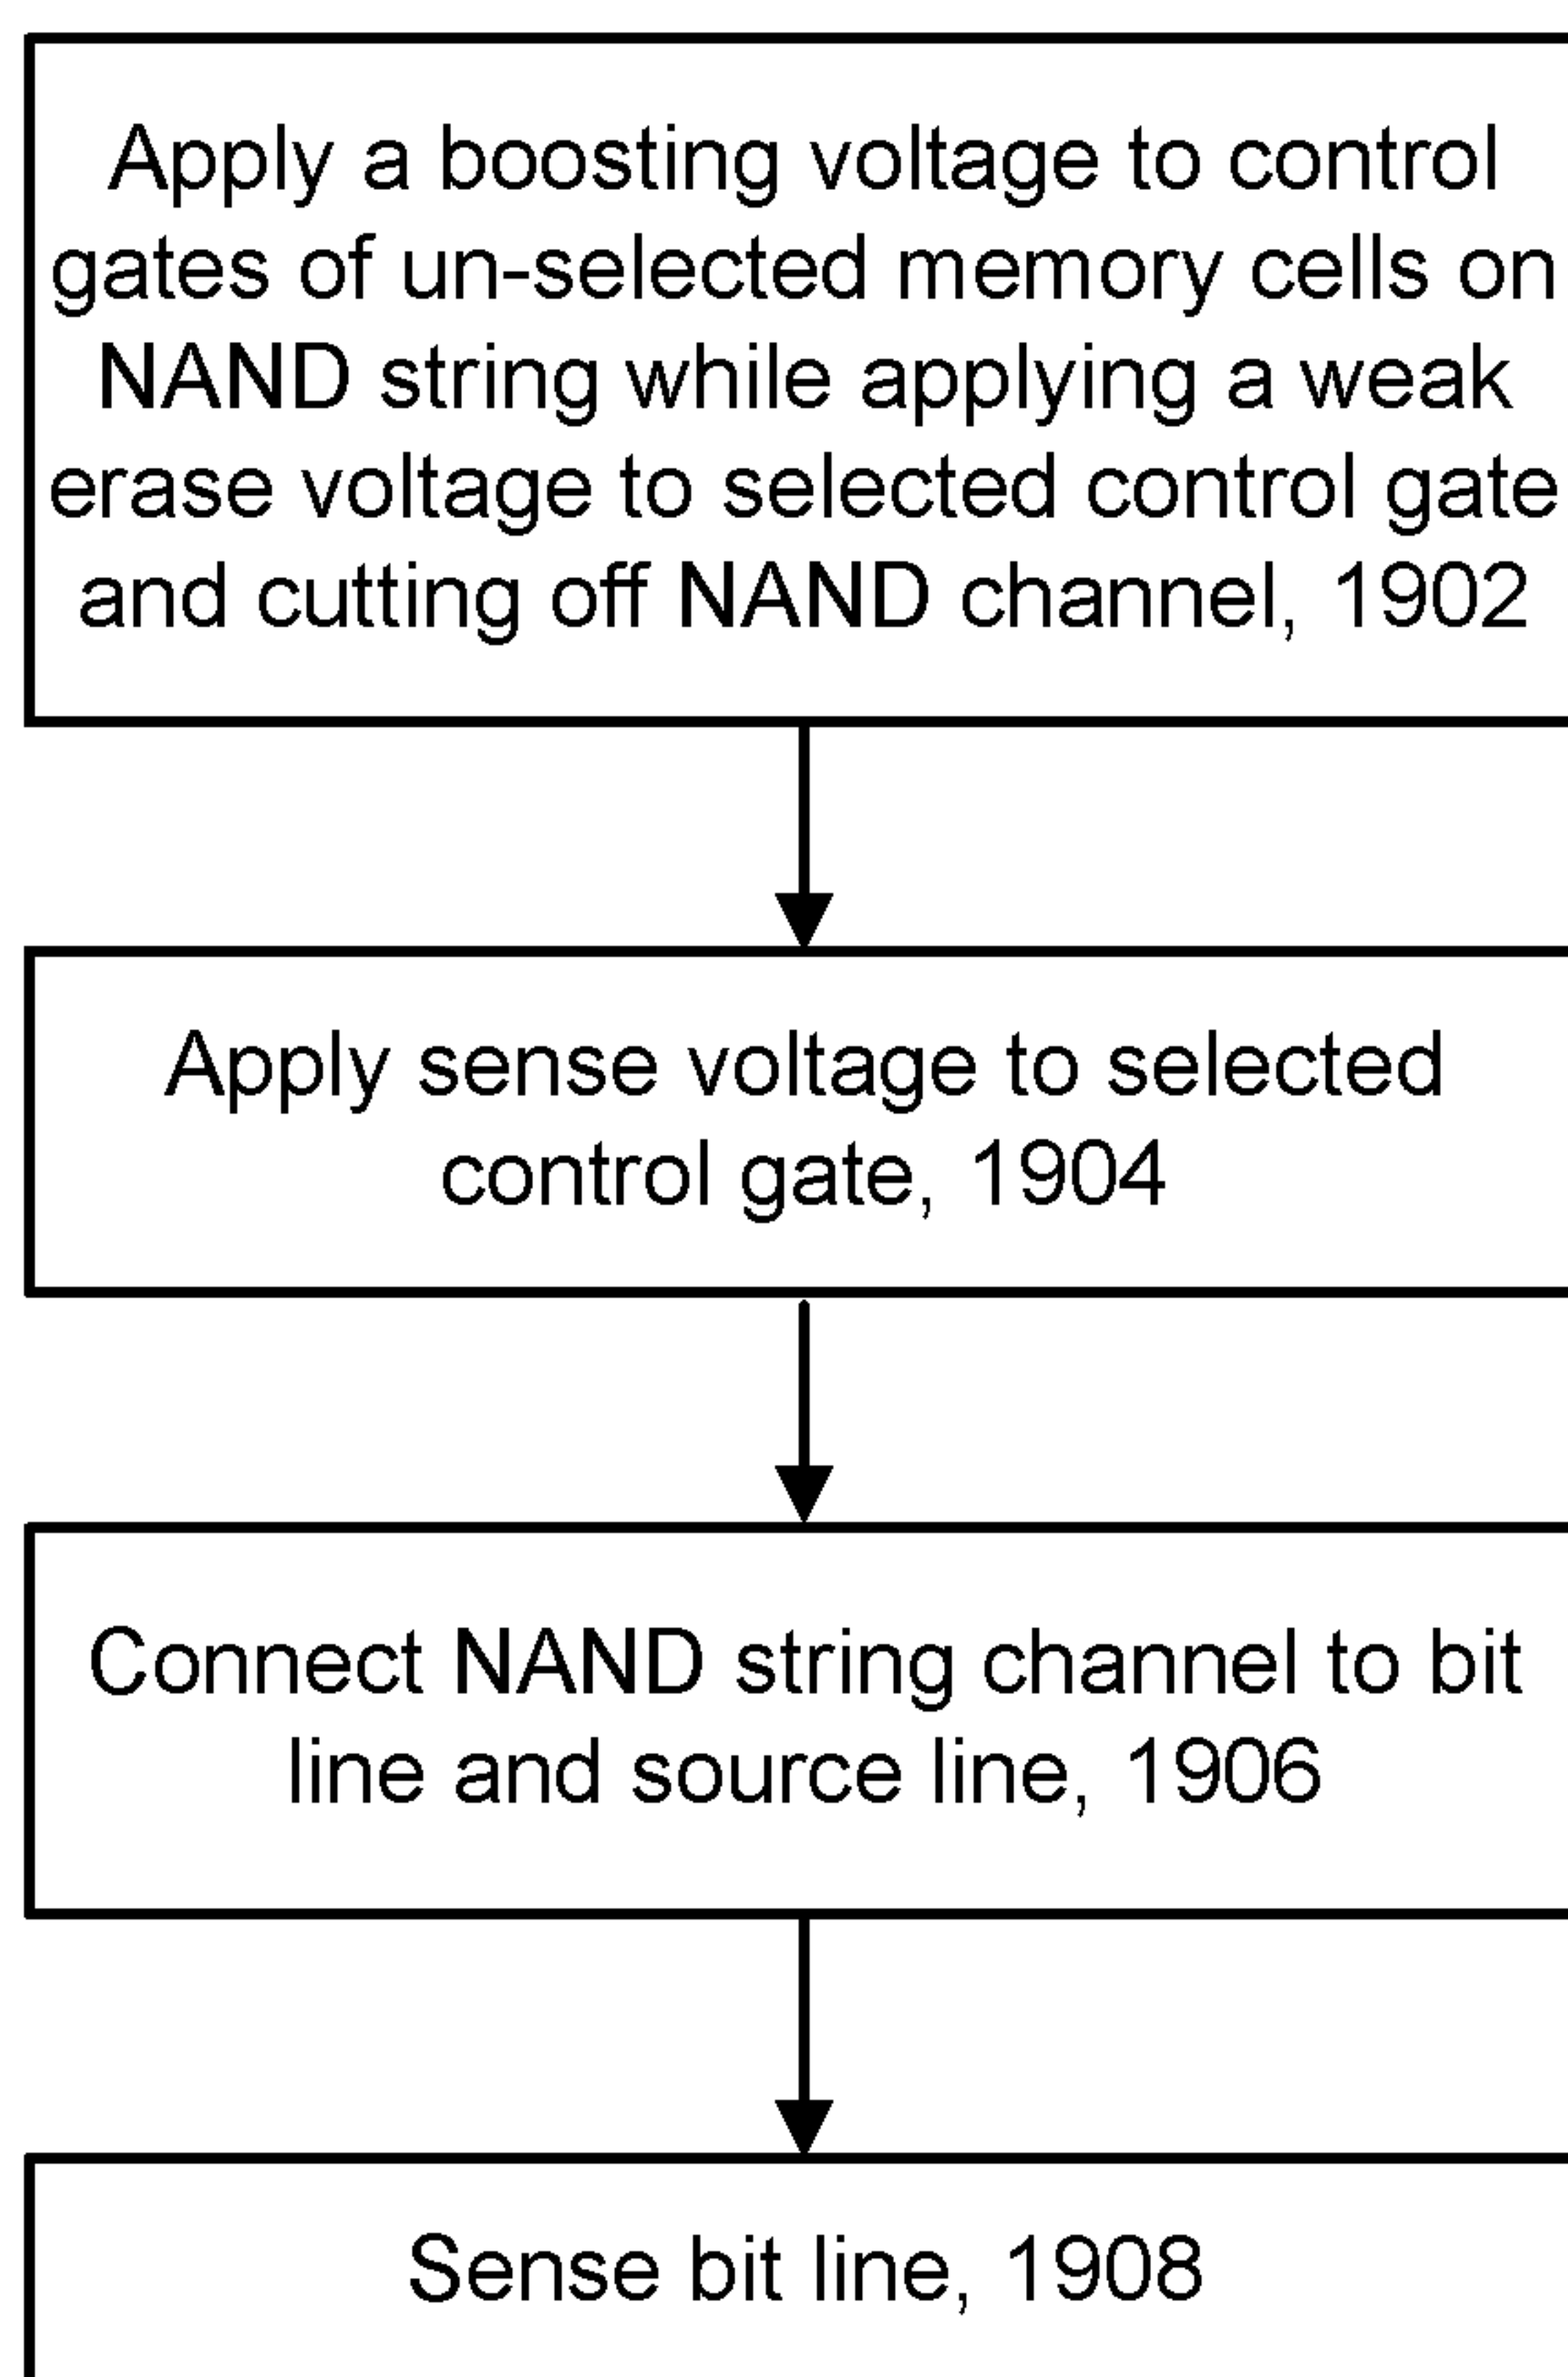 Apply a boosting voltage to control
gates of un-selected memory cells on
NAND string while applying a weak
erase voltage to selected control gate
and cutting off NAND channel, 1902
Apply sense voltage to selected
control gate, 1904
Connect NAND string channel to bit
line and source line, 1906
Sense bit line, 1908